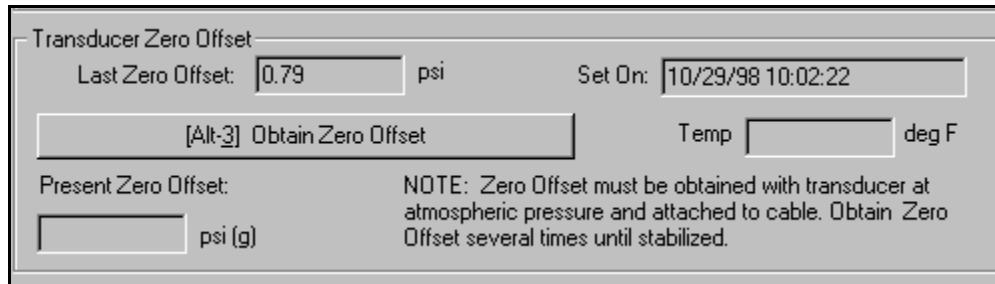 Transducer Zero Offset
Last Zero Offset: 0.79 psi Set On: 10/29/98 10:02:22
[Alt-3] Obtain Zero Offset Temp deg F
Present Zero Offset:
psi (g)
NOTE: Zero Offset must be obtained with transducer at
atmospheric pressure and attached to cable. Obtain Zero
Offset several times until stabilized.